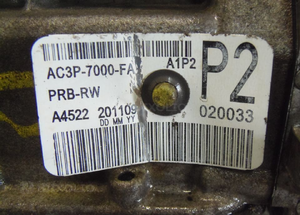 AC3P-7000-FA
A1P2
P2
PRB-RW
A4522 201109
DD MM YY
020033